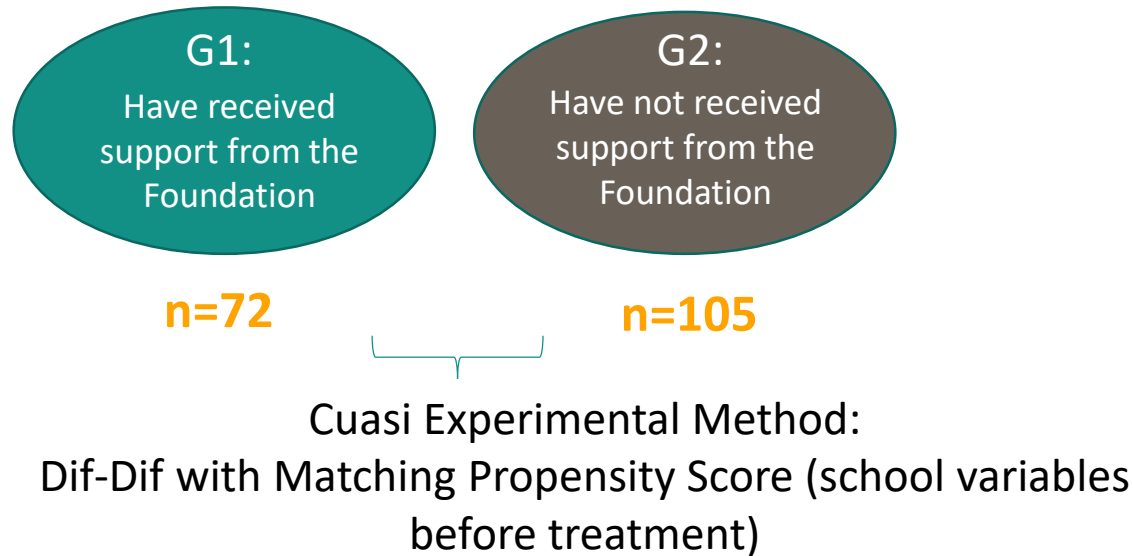 G1:
Have received
support from the
Foundation
G2:
Have not received
support from the
Foundation
n=72
n=105
Cuasi Experimental Method:
Dif-Dif with Matching Propensity Score (school variables
before treatment)